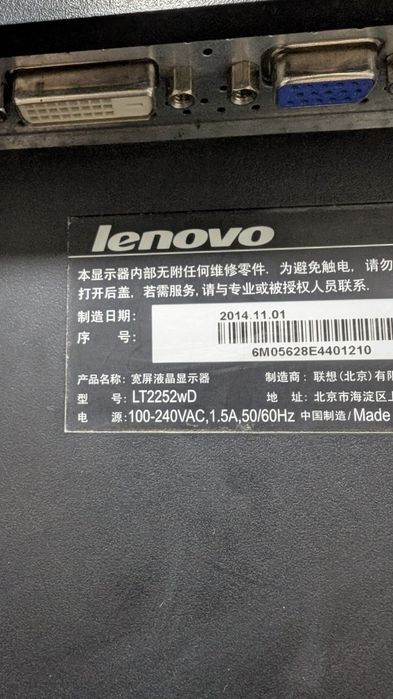 lenovo
本显示器内部无附任何维修零件. 为避免触电, 请勿
打开后盖, 若需服务, 请与专业或被授权人员联系.
制造日期: 2014.11.01
序 号:
6M05628E4401210
产品名称: 宽屏液晶显示器 制造商: 联想(北京)有限
型 号: LT2252wD 地 址: 北京市海淀区上
电 源: 100-240VAC,1.5A,50/60Hz 中国制造/Made